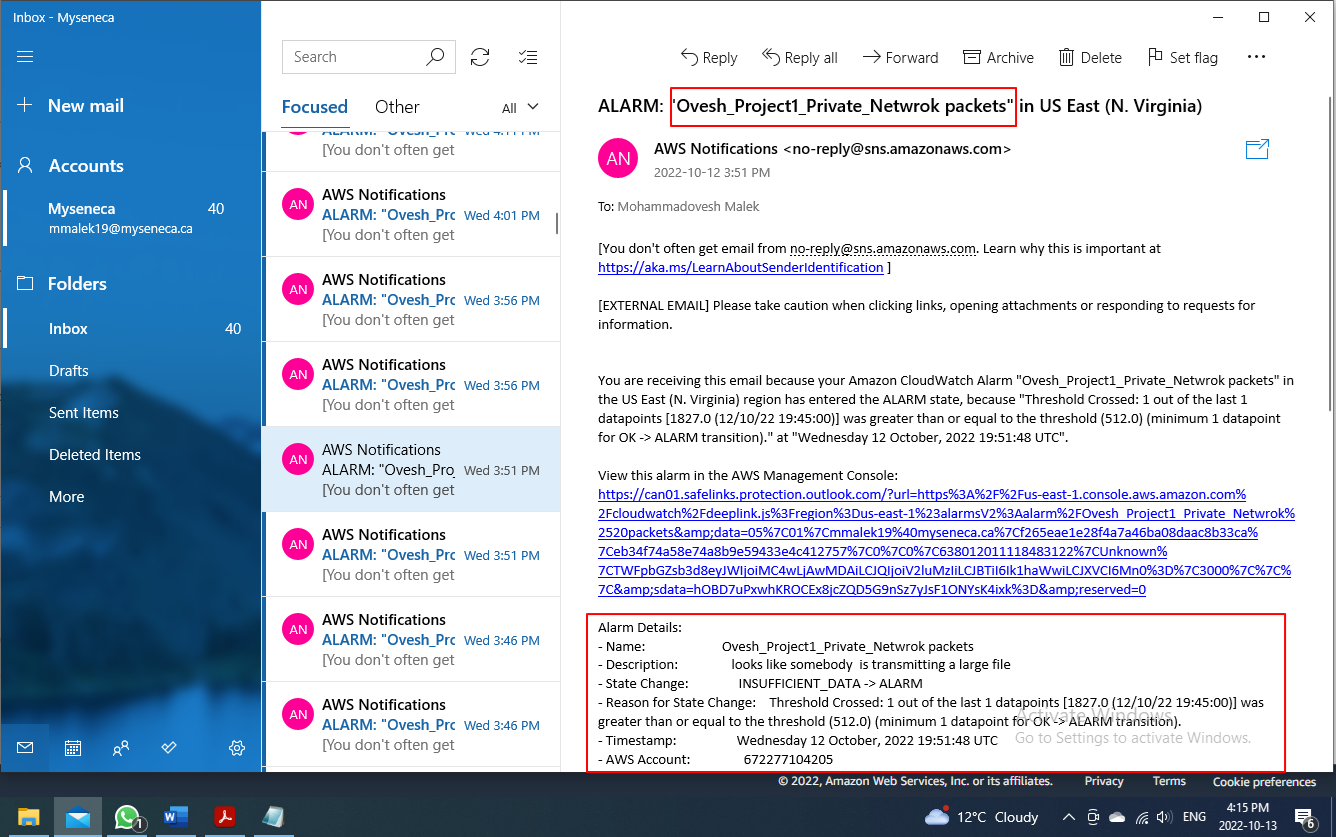 Inbox - Myseneca
New mail
Accounts
Myseneca 40
mmalek19@myseneca.ca
Folders
Inbox 40
Drafts
Sent Items
Deleted Items
More
Search
Focused Other All
[You don't often get
AWS Notifications
ALARM: "Ovesh_Prc Wed 4:01 PM
[You don't often get
AWS Notifications
ALARM: "Ovesh_Prc Wed 3:56 PM
[You don't often get
AWS Notifications
ALARM: "Ovesh_Prc Wed 3:56 PM
[You don't often get
AWS Notifications
ALARM: "Ovesh_Proj Wed 3:51 PM
[You don't often get
AWS Notifications
ALARM: "Ovesh_Prc Wed 3:51 PM
[You don't often get
AWS Notifications
ALARM: "Ovesh_Prc Wed 3:46 PM
[You don't often get
AWS Notifications
ALARM: "Ovesh_Prc Wed 3:46 PM
[You don't often get
Reply Reply all Forward Archive Delete Set flag
ALARM: "Ovesh_Project1_Private_Netwrok packets" in US East (N. Virginia)
AN
AWS Notifications <no-reply@sns.amazonaws.com>
2022-10-12 3:51 PM
To: Mohammadovesh Malek
[You don't often get email from no-reply@sns.amazonaws.com. Learn why this is important at
https://aka.ms/LearnAboutSenderIdentification ]
[EXTERNAL EMAIL] Please take caution when clicking links, opening attachments or responding to requests for
information.
You are receiving this email because your Amazon CloudWatch Alarm "Ovesh_Project1_Private_Netwrok packets" in
the US East (N. Virginia) region has entered the ALARM state, because "Threshold Crossed: 1 out of the last 1
datapoints [1827.0 (12/10/22 19:45:00)] was greater than or equal to the threshold (512.0) (minimum 1 datapoint
for OK -> ALARM transition)." at "Wednesday 12 October, 2022 19:51:48 UTC".
View this alarm in the AWS Management Console:
https://can01.safelinks.protection.outlook.com/?url=https%3A%2F%2Fus-east-1.console.aws.amazon.com%
2Fcloudwatch%2Fdeeplink.js%3Fregion%3Dus-east-1%23alarmsV2%3Aalarm%2FOvesh_Project1_Private_Netwrok%
2520packets&amp;data=05%7C01%7Cmmalek19%40myseneca.ca%7Cf265eae1e28f4a7a46ba08daac8b33ca%
7Ceb34f74a58e74a8b9e59433e4c412757%7C0%7C0%7C638012011118483122%7CUnknown%
7CTWFpbGZsb3d8eyJWIjoiMC4wLjAwMDAiLCJQIjoiV2luMzIiLCJBTiI6Ik1haWwiLCJXVCI6Mn0%3D%7C3000%7C%7C%
7C&amp;sdata=hOBD7uPxwhKROCEx8jcZQD5G9nSz7yJsF1ONYsK4ixk%3D&amp;reserved=0
Alarm Details:
- Name: Ovesh_Project1_Private_Netwrok packets
- Description: looks like somebody is transmitting a large file
- State Change: INSUFFICIENT_DATA -> ALARM
- Reason for State Change: Threshold Crossed: 1 out of the last 1 datapoints [1827.0 (12/10/22 19:45:00)] was
greater than or equal to the threshold (512.0) (minimum 1 datapoint for OK -> ALARM transition).
- Timestamp: Wednesday 12 October, 2022 19:51:48 UTC
- AWS Account: 672277104205
Activate Windows
Go to Settings to activate Windows.
© 2022, Amazon Web Services, Inc. or its affiliates. Privacy Terms Cookie preferences
12°C Cloudy ENG 4:15 PM
2022-10-13